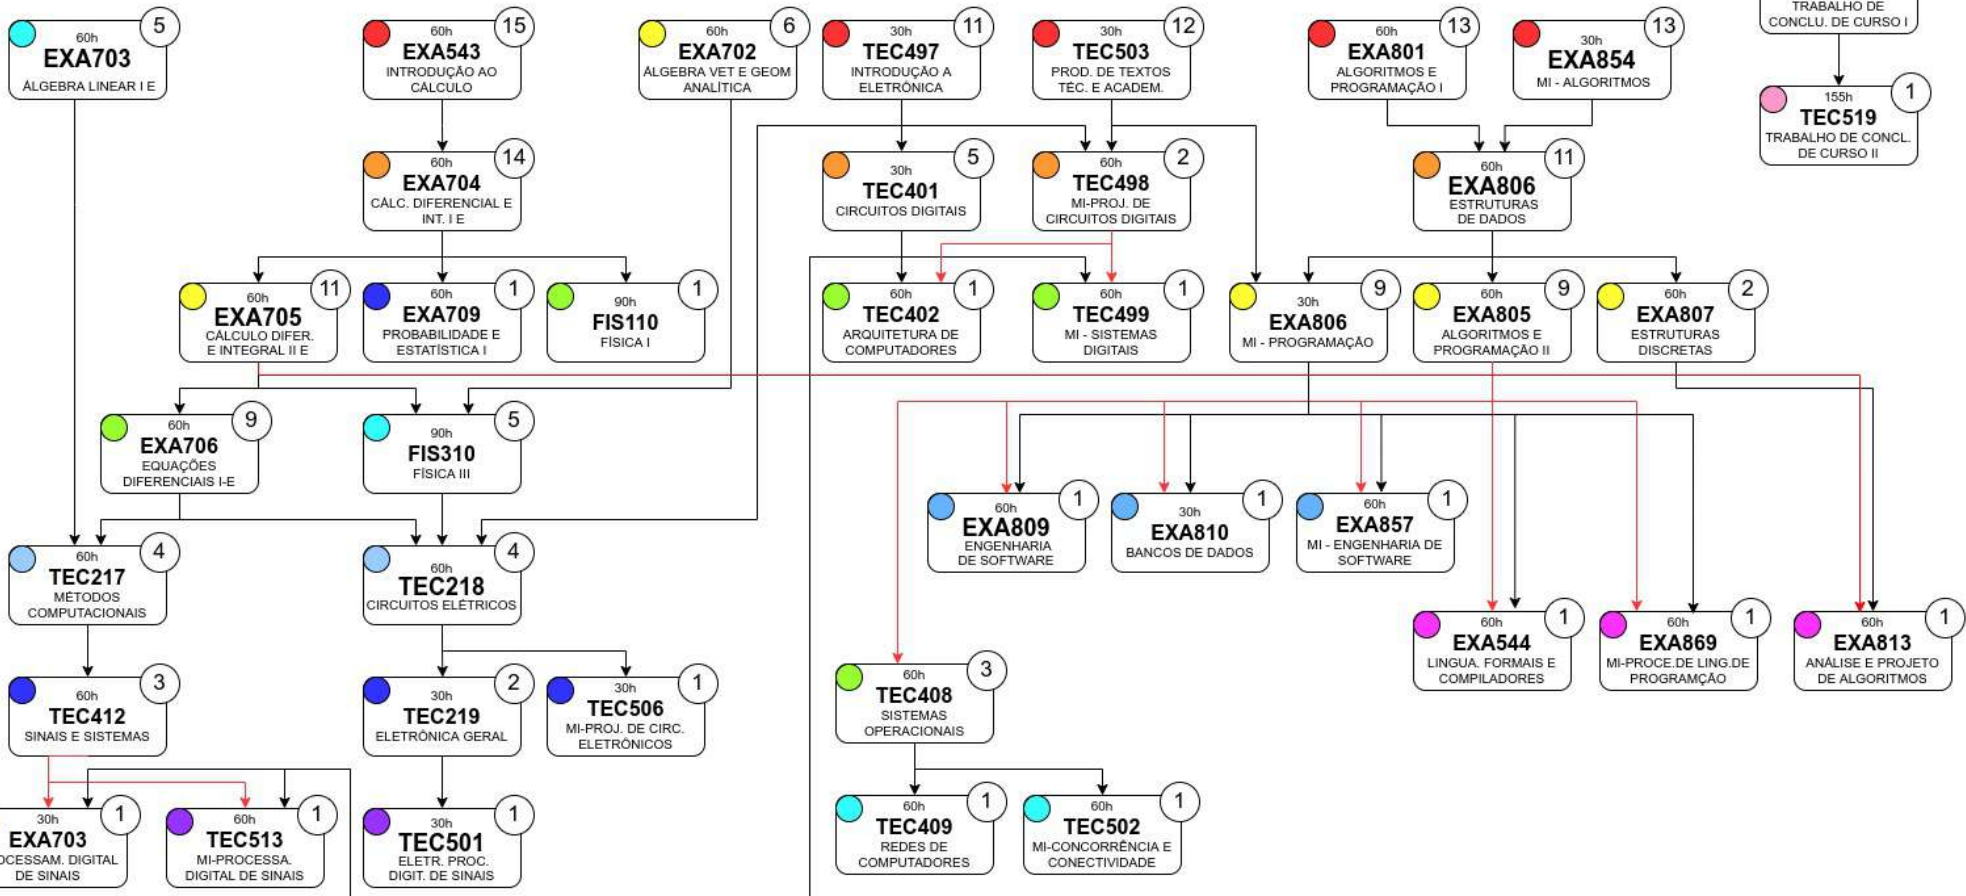 TRABALHO DE
CONCLU. DE CURSO I
60h
5
EXA703
ÁLGEBRA LINEAR I E
60h
15
EXA543
INTRODUÇÃO AO
CÁLCULO
60h
6
EXA702
ÁLGEBRA VET E GEOM
ANALÍTICA
30h
11
TEC497
INTRODUÇÃO A
ELETRÔNICA
30h
12
TEC503
PROD. DE TEXTOS
TÉC. E ACADEM.
60h
13
EXA801
ALGORITMOS E
PROGRAMAÇÃO I
30h
13
EXA854
MI - ALGORITMOS
155h
1
TEC519
TRABALHO DE CONCL.
DE CURSO II
60h
14
EXA704
CÁLC. DIFERENCIAL E
INT. I E
30h
5
TEC401
CIRCUITOS DIGITAIS
60h
2
TEC498
MI-PROJ. DE
CIRCUITOS DIGITAIS
60h
11
EXA806
ESTRUTURAS
DE DADOS
60h
11
EXA705
CÁLCULO DIFER.
E INTEGRAL II E
60h
1
EXA709
PROBABILIDADE E
ESTATÍSTICA I
90h
1
FIS110
FÍSICA I
60h
1
TEC402
ARQUITETURA DE
COMPUTADORES
60h
1
TEC499
MI - SISTEMAS
DIGITAIS
30h
9
EXA806
MI - PROGRAMAÇÃO
60h
9
EXA805
ALGORITMOS E
PROGRAMAÇÃO II
60h
2
EXA807
ESTRUTURAS
DISCRETAS
60h
9
EXA706
EQUAÇÕES
DIFERENCIAIS I-E
90h
5
FIS310
FÍSICA III
60h
1
EXA809
ENGENHARIA
DE SOFTWARE
30h
1
EXA810
BANCOS DE DADOS
60h
1
EXA857
MI - ENGENHARIA DE
SOFTWARE
60h
4
TEC217
MÉTODOS
COMPUTACIONAIS
60h
4
TEC218
CIRCUITOS ELÉTRICOS
60h
1
EXA544
LINGUA. FORMAIS E
COMPILADORES
60h
1
EXA869
MI-PROCE.DE LING.DE
PROGRAMÇÃO
60h
1
EXA813
ANÁLISE E PROJETO
DE ALGORITMOS
60h
3
TEC412
SINAIS E SISTEMAS
30h
2
TEC219
ELETRÔNICA GERAL
30h
1
TEC506
MI-PROJ. DE CIRC.
ELETRÔNICOS
60h
3
TEC408
SISTEMAS
OPERACIONAIS
30h
1
EXA703
OCESSAM. DIGITAL
DE SINAIS
60h
1
TEC513
MI-PROCESSA.
DIGITAL DE SINAIS
30h
1
TEC501
ELETR. PROC.
DIGIT. DE SINAIS
60h
1
TEC409
REDES DE
COMPUTADORES
60h
1
TEC502
MI-CONCORRÊNCIA E
CONECTIVIDADE